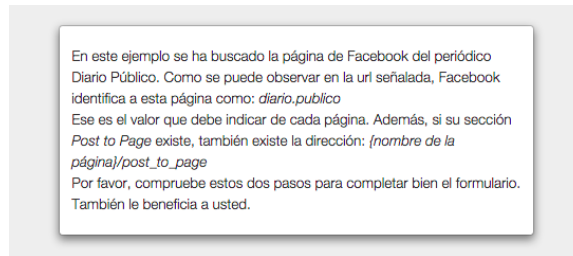 En este ejemplo se ha buscado la página de Facebook del periódico
Diario Público. Como se puede observar en la url señalada, Facebook
identifica a esta página como: diario.publico
Ese es el valor que debe indicar de cada página. Además, si su sección
Post to Page existe, también existe la dirección: {nombre de la
página}/post_to_page
Por favor, compruebe estos dos pasos para completar bien el formulario.
También le beneficia a usted.